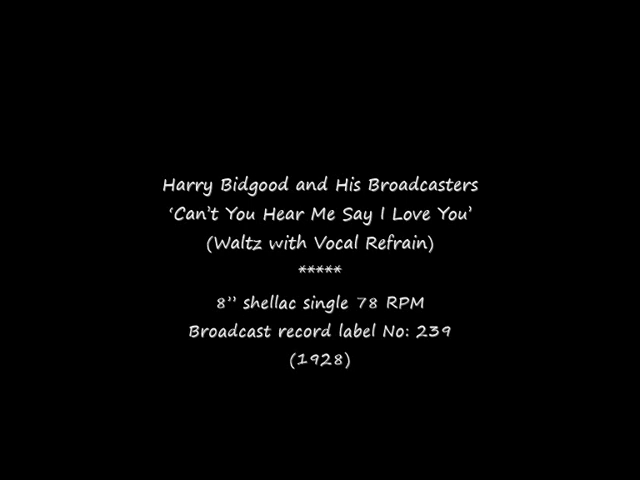 Harry Bidgood and His Broadcasters
‘Can’t You Hear Me Say I Love You’
(Waltz with Vocal Refrain)
*****
8” shellac single 78 RPM
Broadcast record label No: 239
(1928)